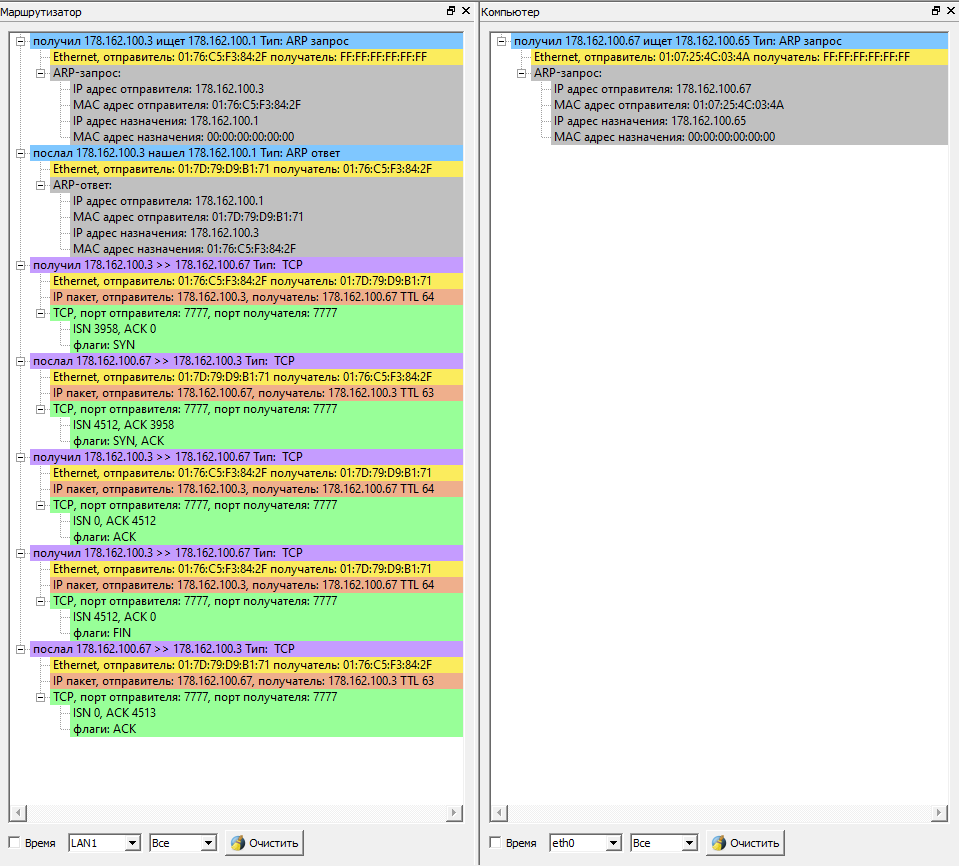 Маршрутизатор
получил 178.162.100.3 ищет 178.162.100.1 Тип: ARP запрос
Ethernet, отправитель: 01:76:C5:F3:84:2F получатель: FF:FF:FF:FF:FF:FF
ARP-запрос:
IP адрес отправителя: 178.162.100.3
MAC адрес отправителя: 01:76:C5:F3:84:2F
IP адрес назначения: 178.162.100.1
MAC адрес назначения: 00:00:00:00:00:00
послал 178.162.100.3 нашел 178.162.100.1 Тип: ARP ответ
Ethernet, отправитель: 01:7D:79:D9:B1:71 получатель: 01:76:C5:F3:84:2F
ARP-ответ:
IP адрес отправителя: 178.162.100.1
MAC адрес отправителя: 01:7D:79:D9:B1:71
IP адрес назначения: 178.162.100.3
MAC адрес назначения: 01:76:C5:F3:84:2F
получил 178.162.100.3 >> 178.162.100.67 Тип: TCP
Ethernet, отправитель: 01:76:C5:F3:84:2F получатель: 01:7D:79:D9:B1:71
IP пакет, отправитель: 178.162.100.3, получатель: 178.162.100.67 TTL 64
TCP, порт отправителя: 7777, порт получателя: 7777
ISN 3958, ACK 0
флаги: SYN
послал 178.162.100.67 >> 178.162.100.3 Тип: TCP
Ethernet, отправитель: 01:7D:79:D9:B1:71 получатель: 01:76:C5:F3:84:2F
IP пакет, отправитель: 178.162.100.67, получатель: 178.162.100.3 TTL 63
TCP, порт отправителя: 7777, порт получателя: 7777
ISN 4512, ACK 3958
флаги: SYN, ACK
получил 178.162.100.3 >> 178.162.100.67 Тип: TCP
Ethernet, отправитель: 01:76:C5:F3:84:2F получатель: 01:7D:79:D9:B1:71
IP пакет, отправитель: 178.162.100.3, получатель: 178.162.100.67 TTL 64
TCP, порт отправителя: 7777, порт получателя: 7777
ISN 0, ACK 4512
флаги: ACK
получил 178.162.100.3 >> 178.162.100.67 Тип: TCP
Ethernet, отправитель: 01:76:C5:F3:84:2F получатель: 01:7D:79:D9:B1:71
IP пакет, отправитель: 178.162.100.3, получатель: 178.162.100.67 TTL 64
TCP, порт отправителя: 7777, порт получателя: 7777
ISN 4512, ACK 0
флаги: FIN
послал 178.162.100.67 >> 178.162.100.3 Тип: TCP
Ethernet, отправитель: 01:7D:79:D9:B1:71 получатель: 01:76:C5:F3:84:2F
IP пакет, отправитель: 178.162.100.67, получатель: 178.162.100.3 TTL 63
TCP, порт отправителя: 7777, порт получателя: 7777
ISN 0, ACK 4513
флаги: ACK
Время LAN1 Все Очистить
Компьютер
получил 178.162.100.67 ищет 178.162.100.65 Тип: ARP запрос
Ethernet, отправитель: 01:07:25:4C:03:4A получатель: FF:FF:FF:FF:FF:FF
ARP-запрос:
IP адрес отправителя: 178.162.100.67
MAC адрес отправителя: 01:07:25:4C:03:4A
IP адрес назначения: 178.162.100.65
MAC адрес назначения: 00:00:00:00:00:00
Время eth0 Все Очистить